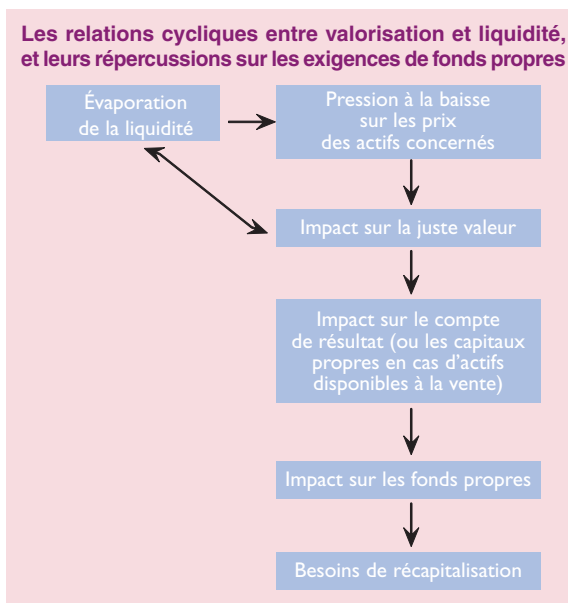 Les relations cycliques entre valorisation et liquidité,
et leurs répercussions sur les exigences de fonds propres
Évaporation
de la liquidité
Pression à la baisse
sur les prix
des actifs concernés
Impact sur la juste valeur
Impact sur le compte
de résultat (ou les capitaux
propres en cas d'actifs
disponibles à la vente)
Impact sur les fonds propres
Besoins de récapitalisation